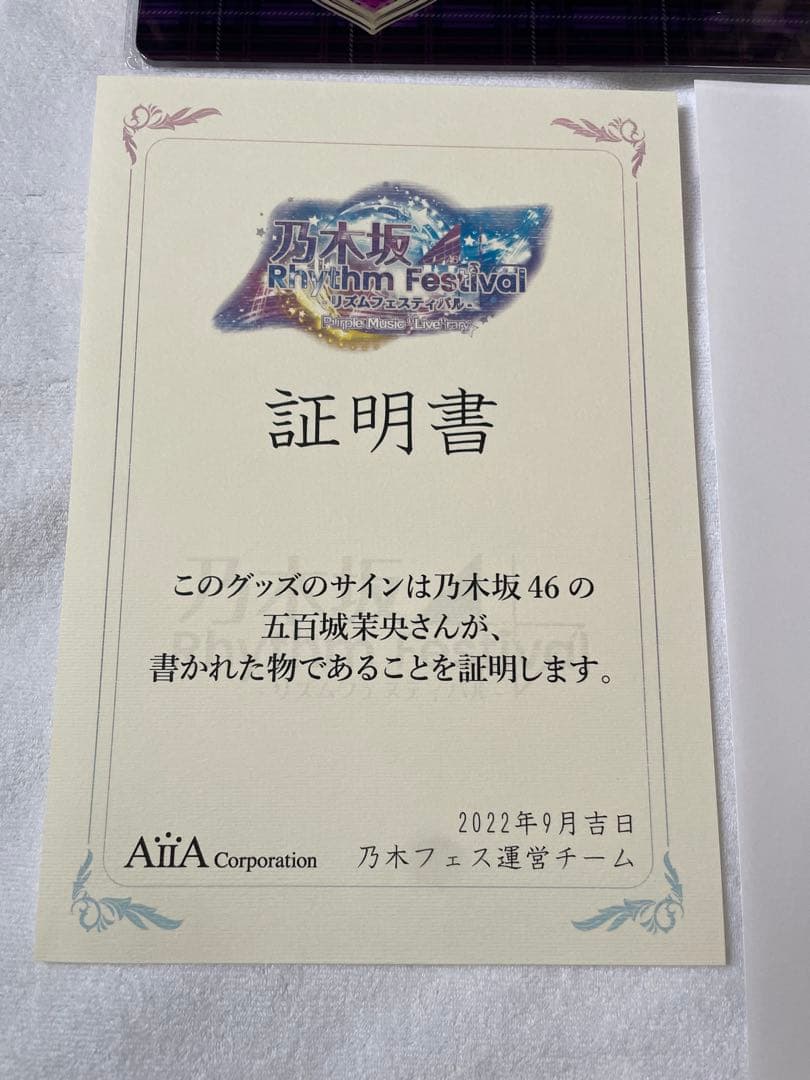 乃木坂46
Rhythm Festival
- リズムフェスティバル -
Purple Music "Live"rary
証明書
このグッズのサインは乃木坂46の
五百城茉央さんが、
書かれた物であることを証明します。
2022年9月吉日
AiiA Corporation
乃木フェス運営チーム